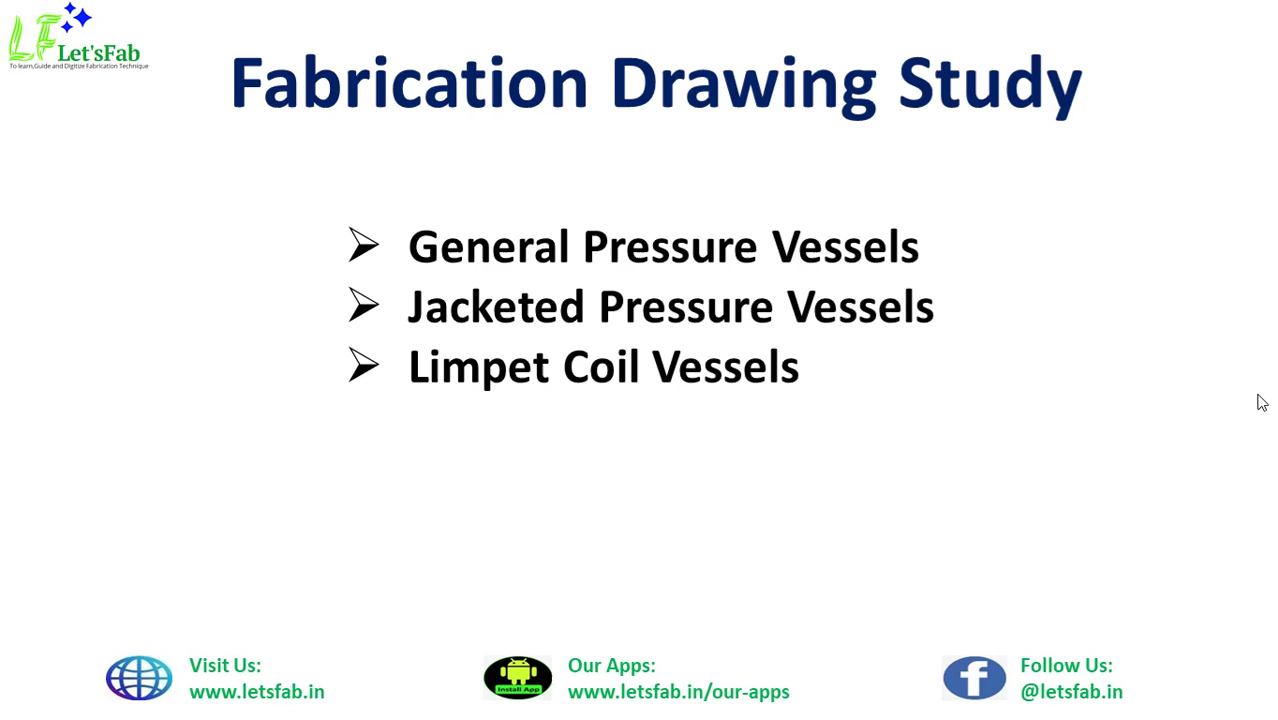 LF
Let'sFab
To learn,Guide and Digitize Fabrication Technique
Fabrication Drawing Study
General Pressure Vessels
Jacketed Pressure Vessels
Limpet Coil Vessels
Visit Us:
www.letsfab.in
Install App
Our Apps:
www.letsfab.in/our-apps
f
Follow Us:
@letsfab.in